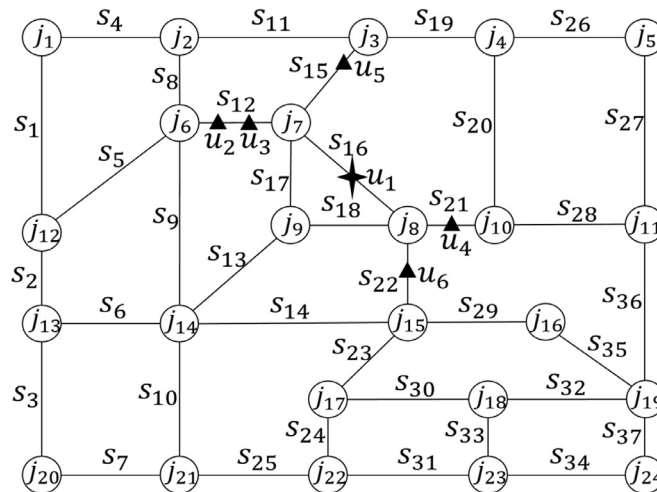 j₁ s₄ j₂ s₁₁ j₃ s₁₉ j₄ s₂₆ j₅
s₈ s₁₅ u₅
s₁ s₁₂ s₂₀ s₂₇
j₆ u₂ u₃ j₇
s₅ s₁₆
s₁₇ u₁
s₉ s₁₈ s₂₁
j₁₂ j₉ j₈ u₄ j₁₀ s₂₈ j₁₁
s₂ s₁₃ s₂₂ u₆ s₃₆
j₁₃ s₆ j₁₄ s₁₄ j₁₅ s₂₉ j₁₆
s₂₃ s₃₅
s₃ s₁₀ j₁₇ s₃₀ j₁₈ s₃₂ j₁₉
s₂₄ s₃₃ s₃₇
j₂₀ s₇ j₂₁ s₂₅ j₂₂ s₃₁ j₂₃ s₃₄ j₂₄